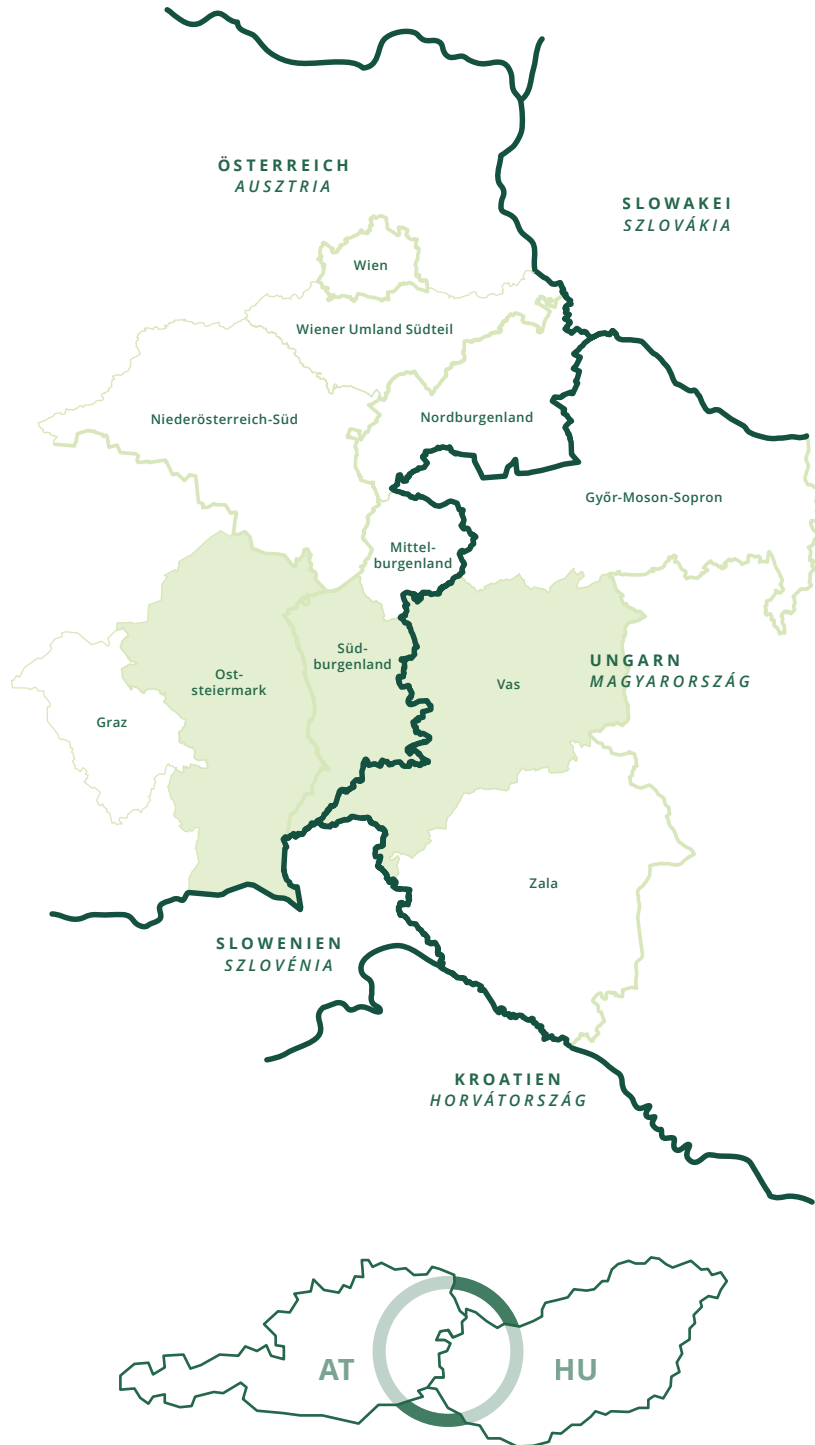 ÖSTERREICH
AUSZTRIA
SLOWAKEI
SZLOVÁKIA
Wien
Wiener Umland Südteil
Niederösterreich-Süd
Nordburgenland
Győr-Moson-Sopron
Mittel-
burgenland
Süd-
burgenland
Ost-
steiermark
Vas
UNGARN
MAGYARORSZÁG
Graz
Zala
SLOWENIEN
SZLOVÉNIA
KROATIEN
HORVÁTORSZÁG
AT
HU